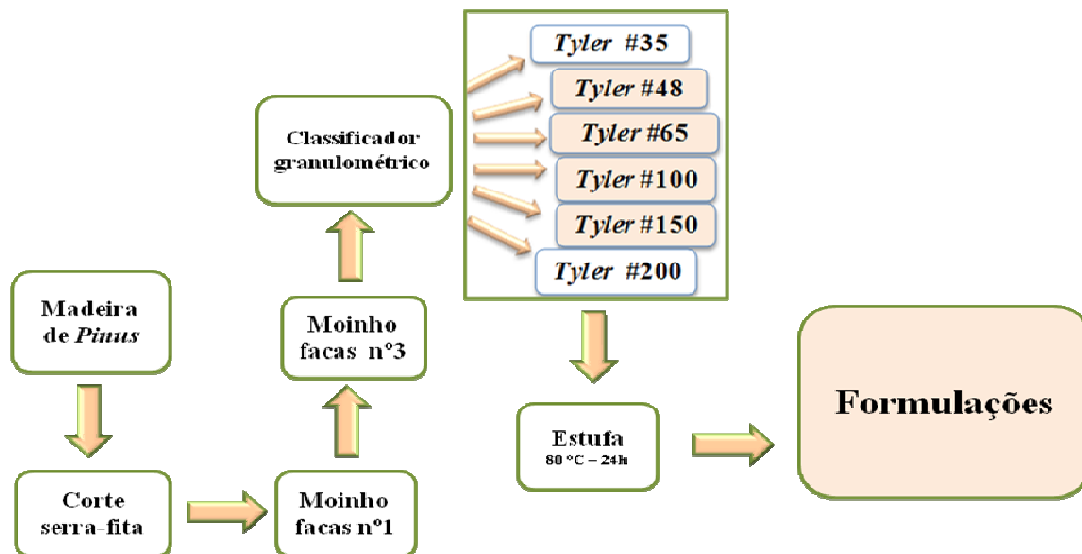 Madeira
de Pinus
Corte
serra-fita
Moinho
facas nº1
Moinho
facas nº3
Classificador
granulométrico
Tyler #35
Tyler #48
Tyler #65
Tyler #100
Tyler #150
Tyler #200
Estufa
80 °C – 24h
Formulações